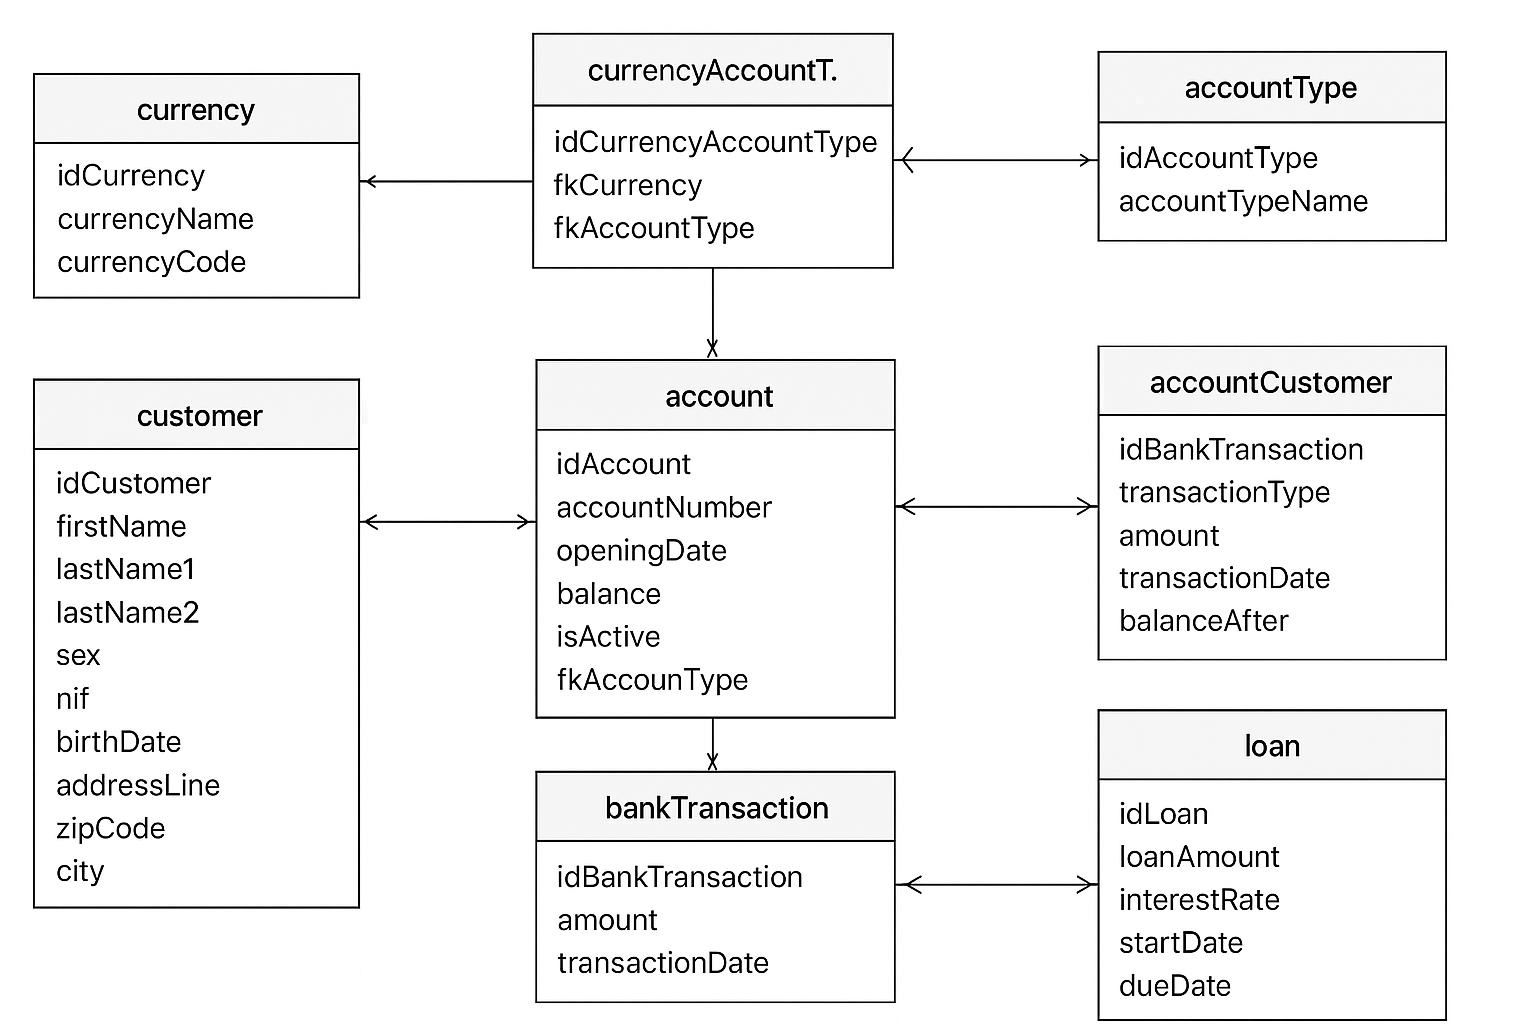 currency
idCurrency
currencyName
currencyCode
currencyAccountT.
idCurrencyAccountType
fkCurrency
fkAccountType
accountType
idAccountType
accountTypeName
customer
idCustomer
firstName
lastName1
lastName2
sex
nif
birthDate
addressLine
zipCode
city
account
idAccount
accountNumber
openingDate
balance
isActive
fkAccounType
accountCustomer
idBankTransaction
transactionType
amount
transactionDate
balanceAfter
bankTransaction
idBankTransaction
amount
transactionDate
loan
idLoan
loanAmount
interestRate
startDate
dueDate